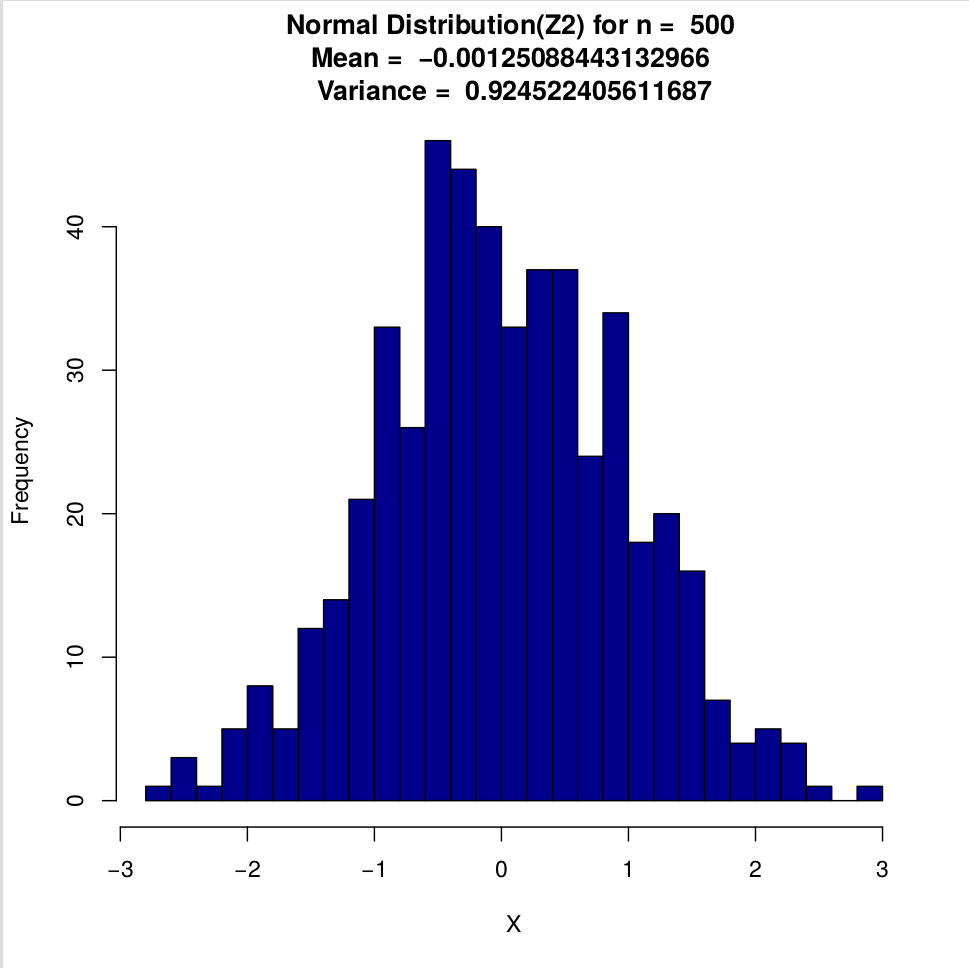 Normal Distribution(Z2) for n =  500
Mean =  −0.00125088443132966
Variance =  0.924522405611687
Frequency
40
30
20
10
0
−3 −2 −1 0 1 2 3
X